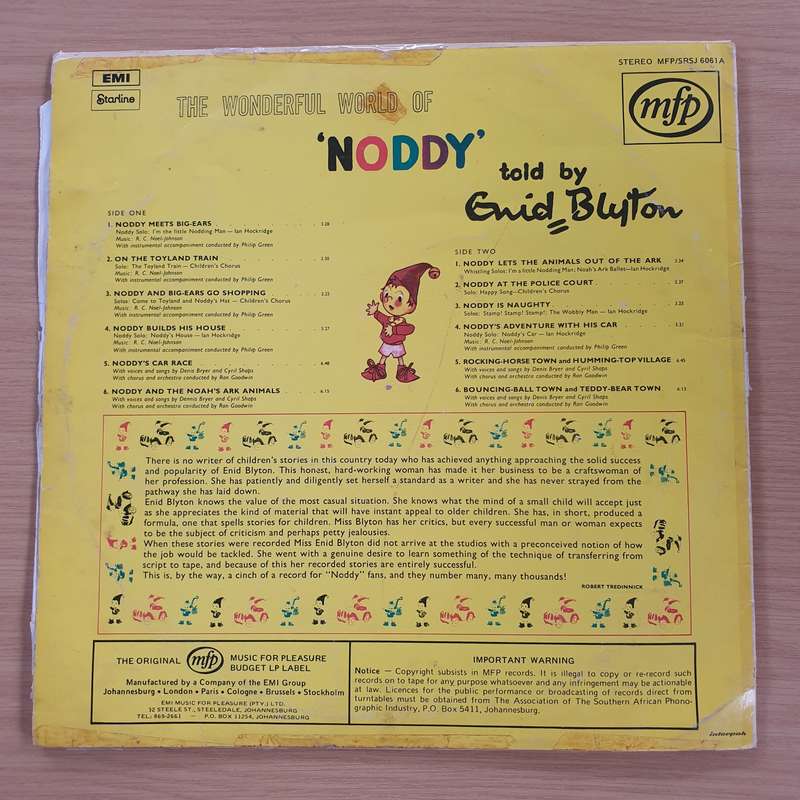 EMI
Starline
STEREO MFP/SRSJ 6061A
mfp
THE WONDERFUL WORLD OF
'NODDY'
told by
Enid Blyton
SIDE ONE
1. NODDY MEETS BIG-EARS 3.28
Noddy Solo: I'm the little Nodding Man — Ian Hockridge
Music: R. C. Noel-Johnson
With instrumental accompaniment conducted by Philip Green
2. ON THE TOYLAND TRAIN
Solo: The Toyland Train — Children's Chorus
Music: R. C. Noel-Johnson
With instrumental accompaniment conducted by Philip Green
3. NODDY AND BIG-EARS GO SHOPPING
Solos: Come to Toyland and Noddy's Hat — Children's Chorus
Music: R. C. Noel-Johnson
With instrumental accompaniment conducted by Philip Green
4. NODDY BUILDS HIS HOUSE 3.27
Noddy Solo: Noddy's House — Ian Hockridge
Music: R. C. Noel-Johnson
With instrumental accompaniment conducted by Philip Green
5. NODDY'S CAR RACE 6.40
With voices and songs by Denis Bryer and Cyril Shaps
With chorus and orchestra conducted by Ron Goodwin
6. NODDY AND THE NOAH'S ARK ANIMALS 6.15
With voices and songs by Dennis Bryer and Cyril Shaps
With chorus and orchestra conducted by Ron Goodwin
SIDE TWO
1. NODDY LETS THE ANIMALS OUT OF THE ARK 3.24
Whistling Solos: I'm a little Nodding Man; Noah's Ark Ballet—Ian Hockridge
2. NODDY AT THE POLICE COURT
Solo: Happy Song—Children's Chorus
3. NODDY IS NAUGHTY
Solos: Stamp! Stamp! Stamp!; The Wobbly Man — Ian Hockridge
4. NODDY'S ADVENTURE WITH HIS CAR
Noddy Solo: Noddy's Car — Ian Hockridge
Music: R. C. Noel-Johnson
With instrumental accompaniment conducted by Philip Green
5. ROCKING-HORSE TOWN and HUMMING-TOP VILLAGE 6.45
With voices and songs by Denis Bryer and Cyril Shaps
With chorus and orchestra conducted by Ron Goodwin
6. BOUNCING-BALL TOWN and TEDDY-BEAR TOWN 6.13
With voices and songs by Dennis Bryer and Cyril Shaps
With chorus and orchestra conducted by Ron Goodwin
There is no writer of children's stories in this country today who has achieved anything approaching the solid success
and popularity of Enid Blyton. This honest, hard-working woman has made it her business to be a craftswoman of
her profession. She has patiently and diligently set herself a standard as a writer and she has never strayed from the
pathway she has laid down.
Enid Blyton knows the value of the most casual situation. She knows what the mind of a small child will accept just
as she appreciates the kind of material that will have instant appeal to older children. She has, in short, produced a
formula, one that spells stories for children. Miss Blyton has her critics, but every successful man or woman expects
to be the subject of criticism and perhaps petty jealousies.
When these stories were recorded Miss Enid Blyton did not arrive at the studios with a preconceived notion of how
the job would be tackled. She went with a genuine desire to learn something of the technique of transferring from
script to tape, and because of this her recorded stories are entirely successful.
This is, by the way, a cinch of a record for "Noddy" fans, and they number many, many thousands!
ROBERT TREDINNICK
THE ORIGINAL mfp MUSIC FOR PLEASURE
BUDGET LP LABEL
Manufactured by a Company of the EMI Group
Johannesburg • London • Paris • Cologne • Brussels • Stockholm
EMI MUSIC FOR PLEASURE (PTY.) LTD.
32 STEELE ST., STEELEDALE, JOHANNESBURG
TEL.: 869-2661 — P.O. BOX 11254, JOHANNESBURG
IMPORTANT WARNING
Notice — Copyright subsists in MFP records. It is illegal to copy or re-record such
records on to tape for any purpose whatsoever and any infringement may be actionable
at law. Licences for the public performance or broadcasting of records direct from
turntables must be obtained from The Association of The Southern African Phono-
graphic Industry, P.O. Box 5411, Johannesburg.
interpak